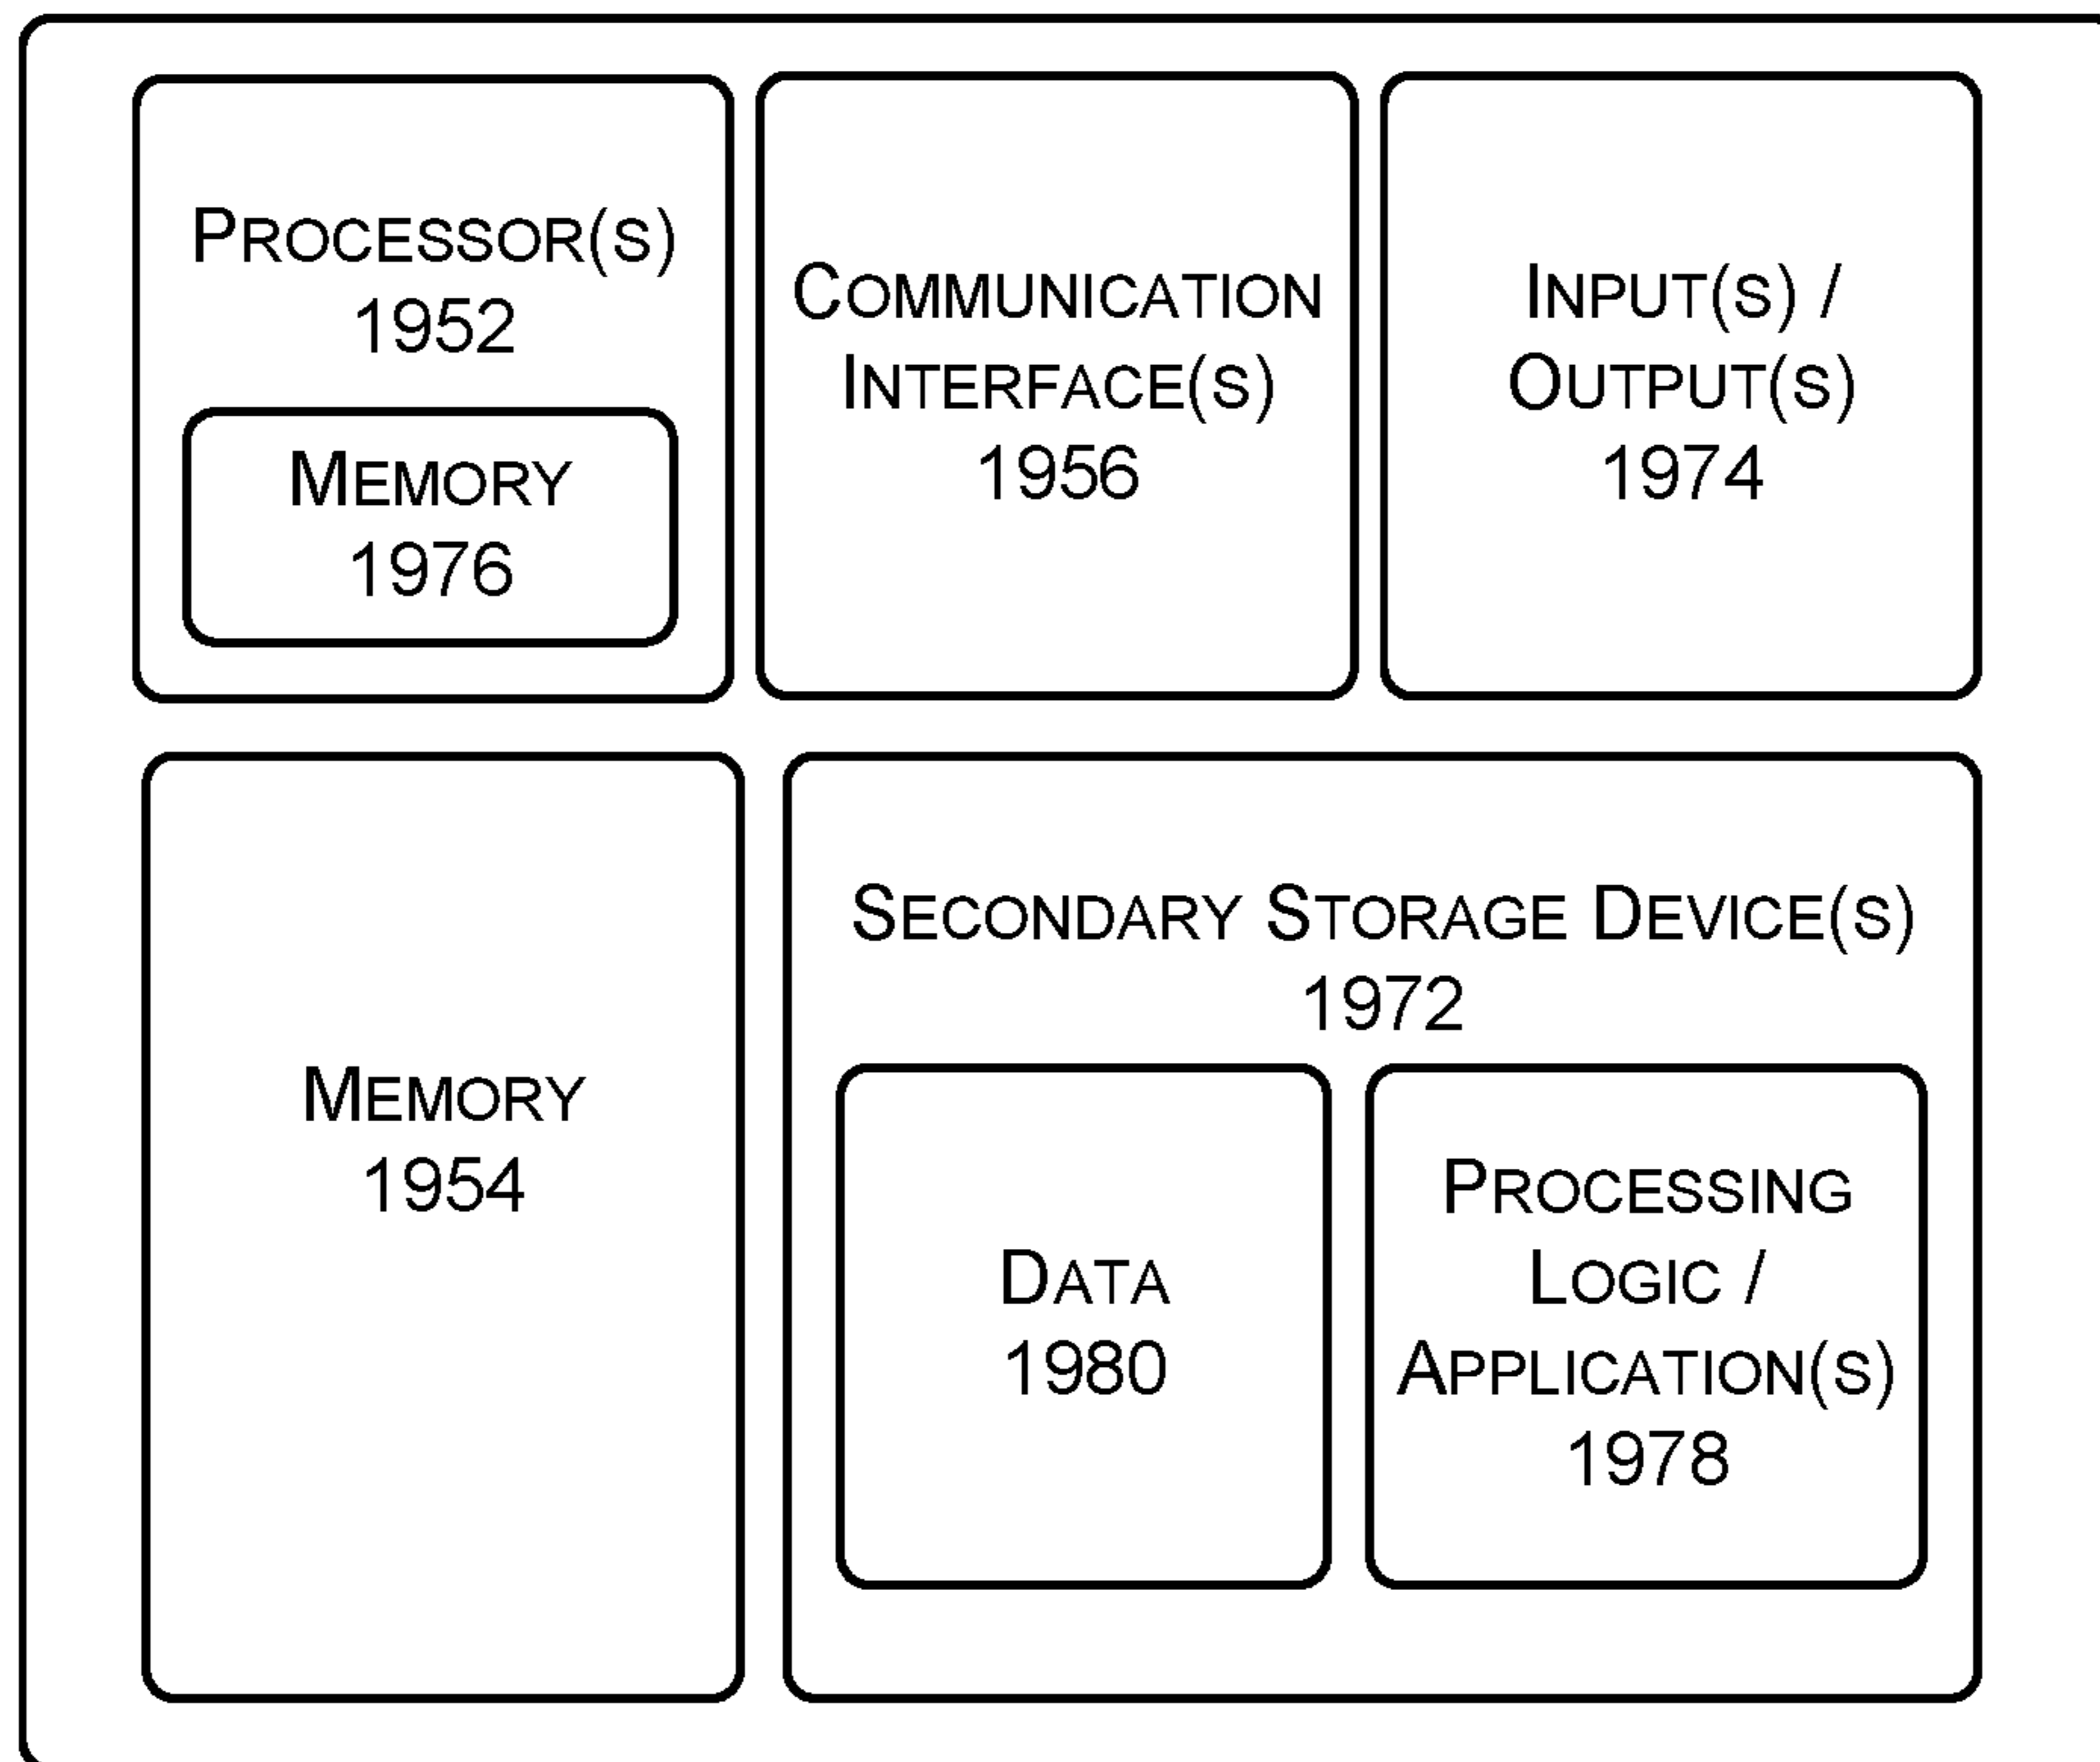 PROCESSOR(S)
1952
MEMORY
1976
COMMUNICATION
INTERFACE(S)
1956
INPUT(S) /
OUTPUT(S)
1974
MEMORY
1954
SECONDARY STORAGE DEVICE(S)
1972
DATA
1980
PROCESSING
LOGIC /
APPLICATION(S)
1978